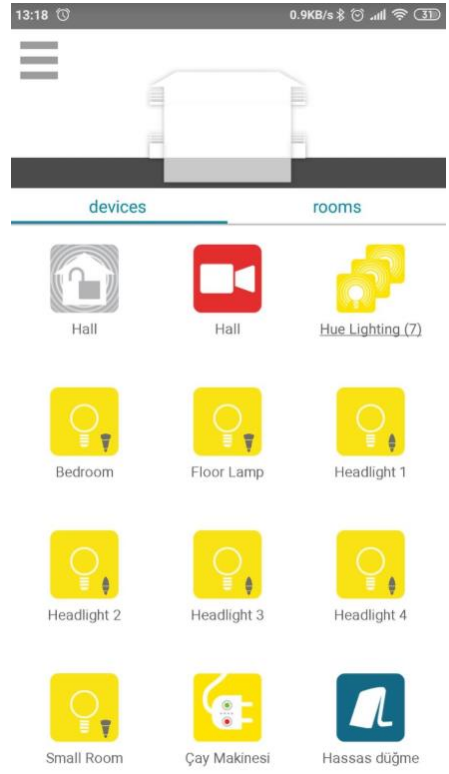 13:18 0.9KB/s 31
devices rooms
Hall Hall Hue Lighting (7)
Bedroom Floor Lamp Headlight 1
Headlight 2 Headlight 3 Headlight 4
Small Room Çay Makinesi Hassas düğme